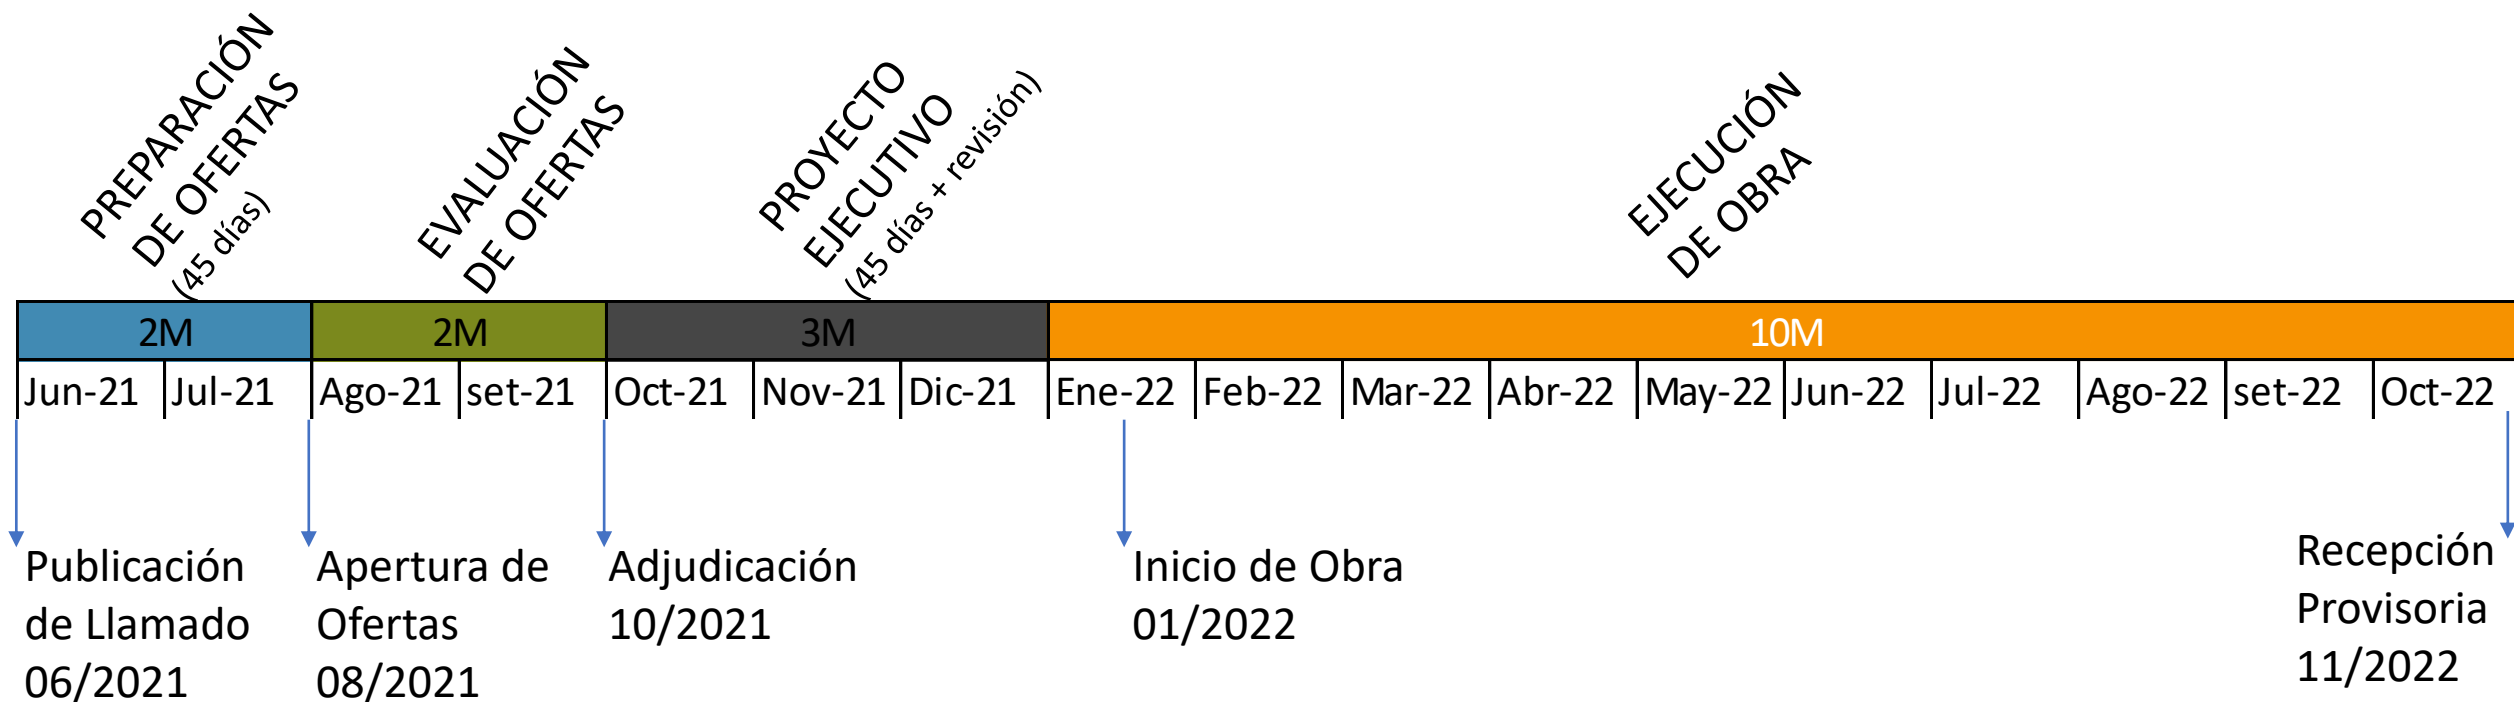 PREPARACIÓN
DE OFERTAS
(45 días)
EVALUACIÓN
DE OFERTAS
PROYECTO
EJECUTIVO
(45 días + revisión)
EJECUCIÓN
DE OBRA
2M
2M
3M
10M
Jun-21
Jul-21
Ago-21
set-21
Oct-21
Nov-21
Dic-21
Ene-22
Feb-22
Mar-22
Abr-22
May-22
Jun-22
Jul-22
Ago-22
set-22
Oct-22
Publicación
de Llamado
06/2021
Apertura de
Ofertas
08/2021
Adjudicación
10/2021
Inicio de Obra
01/2022
Recepción
Provisoria
11/2022